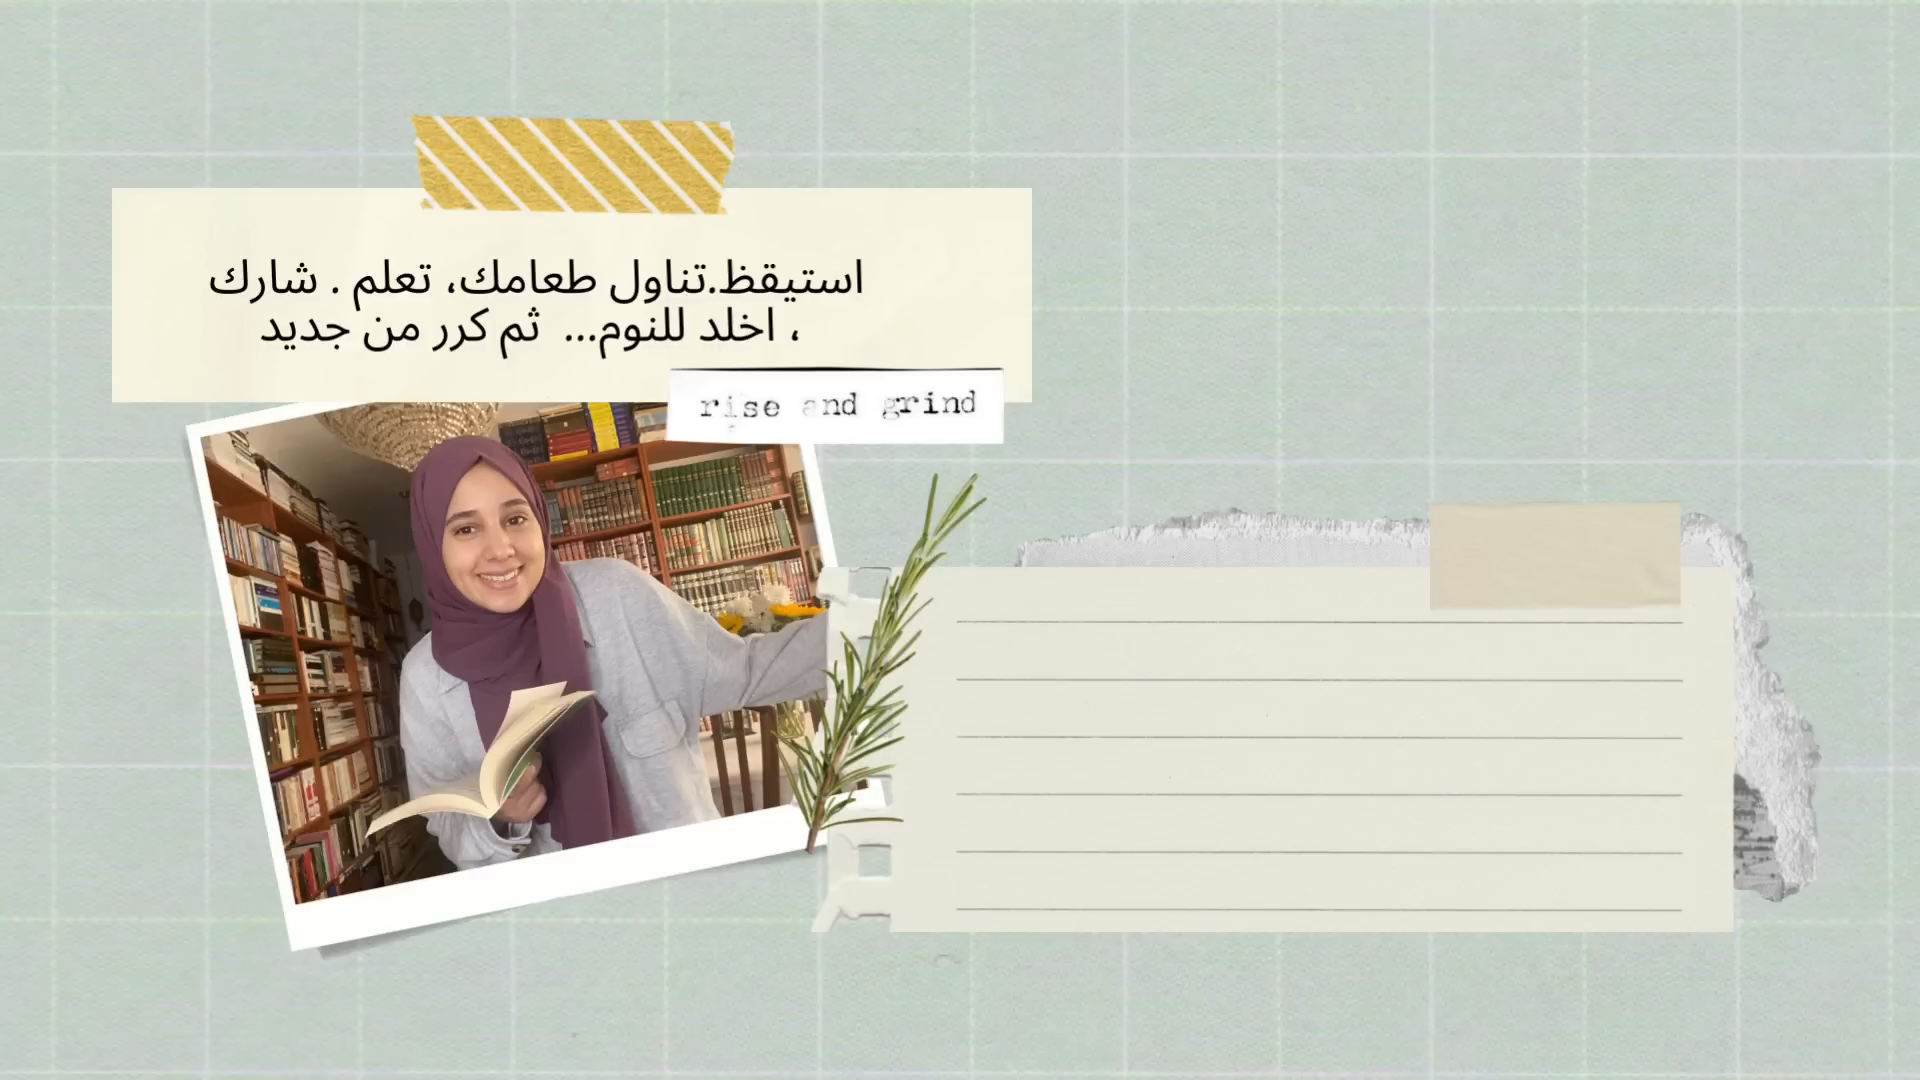 استيقظ.تناول طعامك، تعلم . شارك
، اخلد للنوم...  ثم كرر من جديد
rise and grind